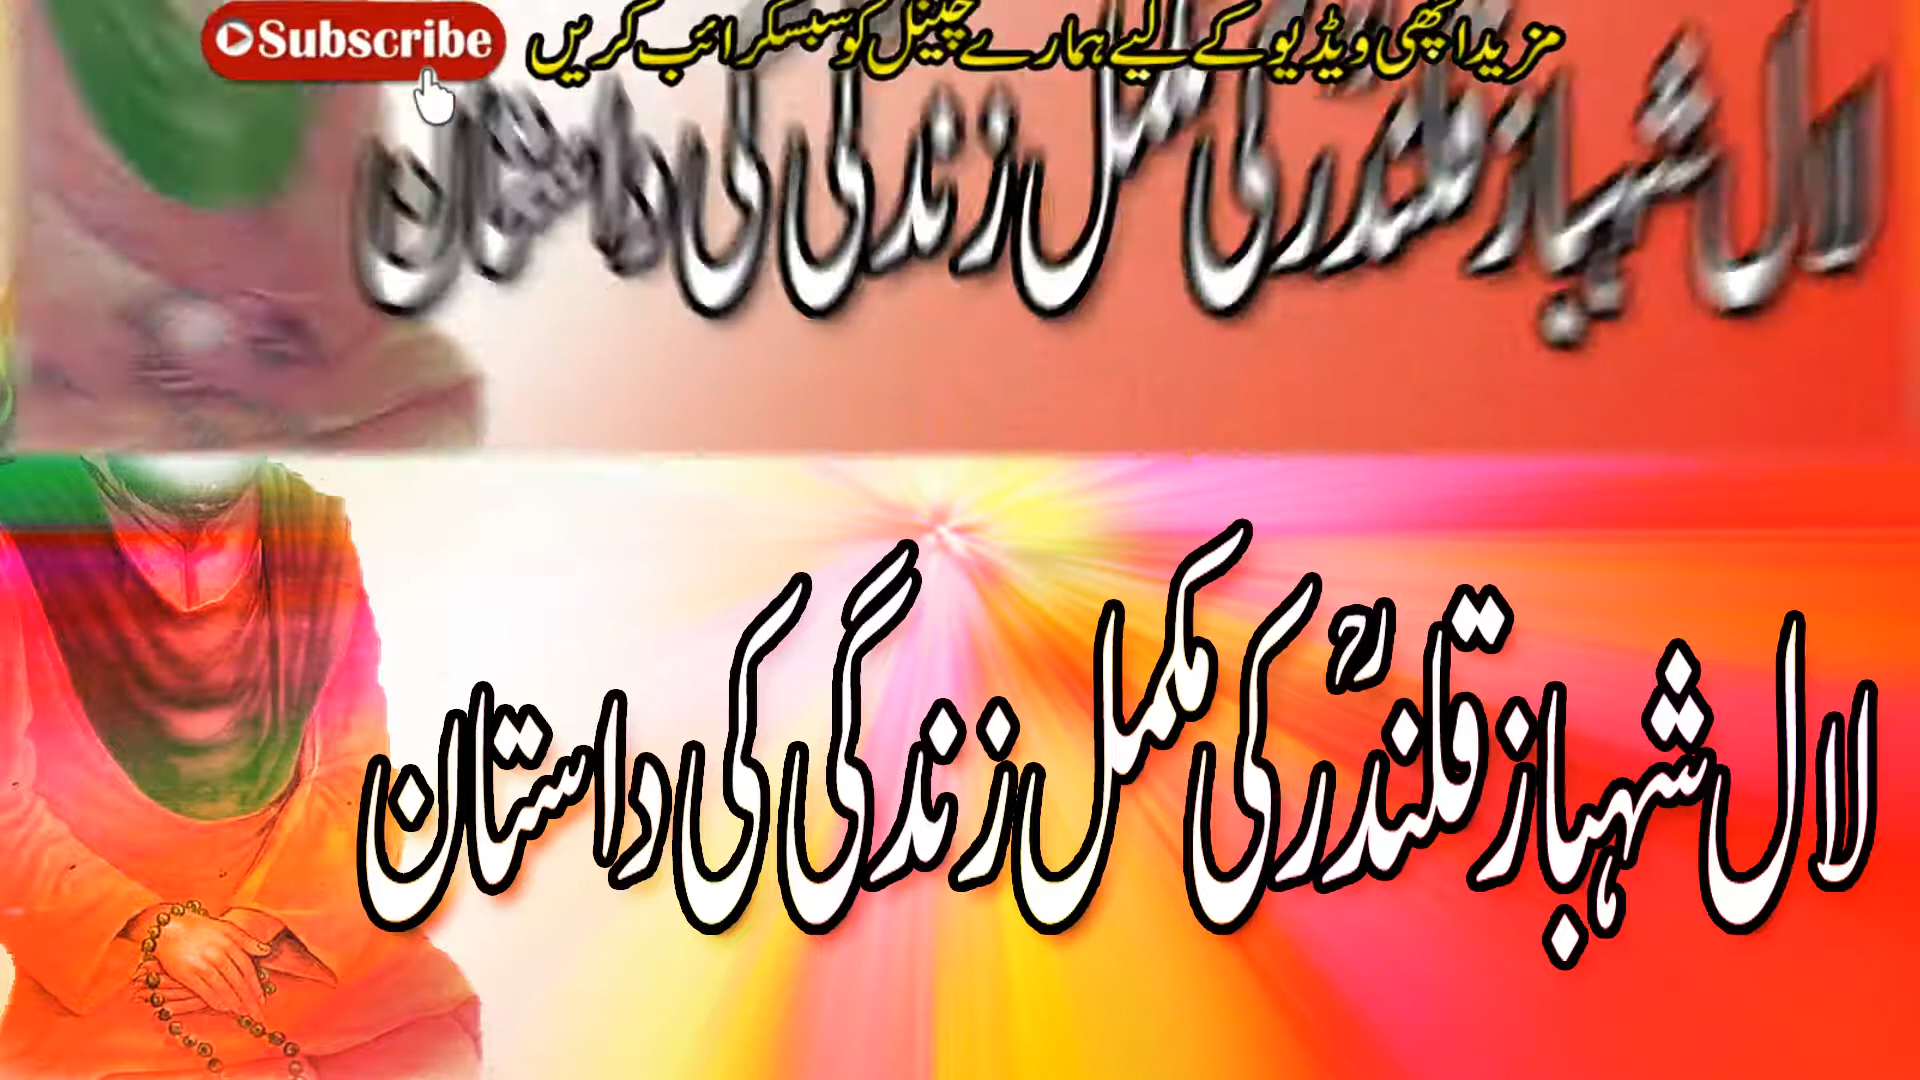 Subscribe مزید اچھی ویڈیو کے لیے ہمارے چینل کو سبسکرائب کریں
لال شہباز قلندر کی مکمل زندگی کی داستان
لال شہباز قلندرؒ کی مکمل زندگی کی داستان